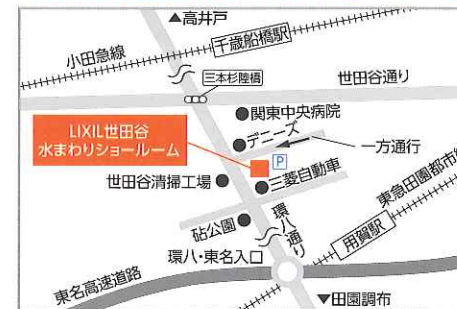 ▲高井戸
小田急線
千歳船橋駅
三本杉陸橋
世田谷通り
関東中央病院
デニーズ
LIXIL世田谷
水まわりショールーム
P
一方通行
世田谷清掃工場
三菱自動車
砧公園
環八通り
東急田園都市線
用賀駅
環八・東名入口
東名高速道路
▼田園調布